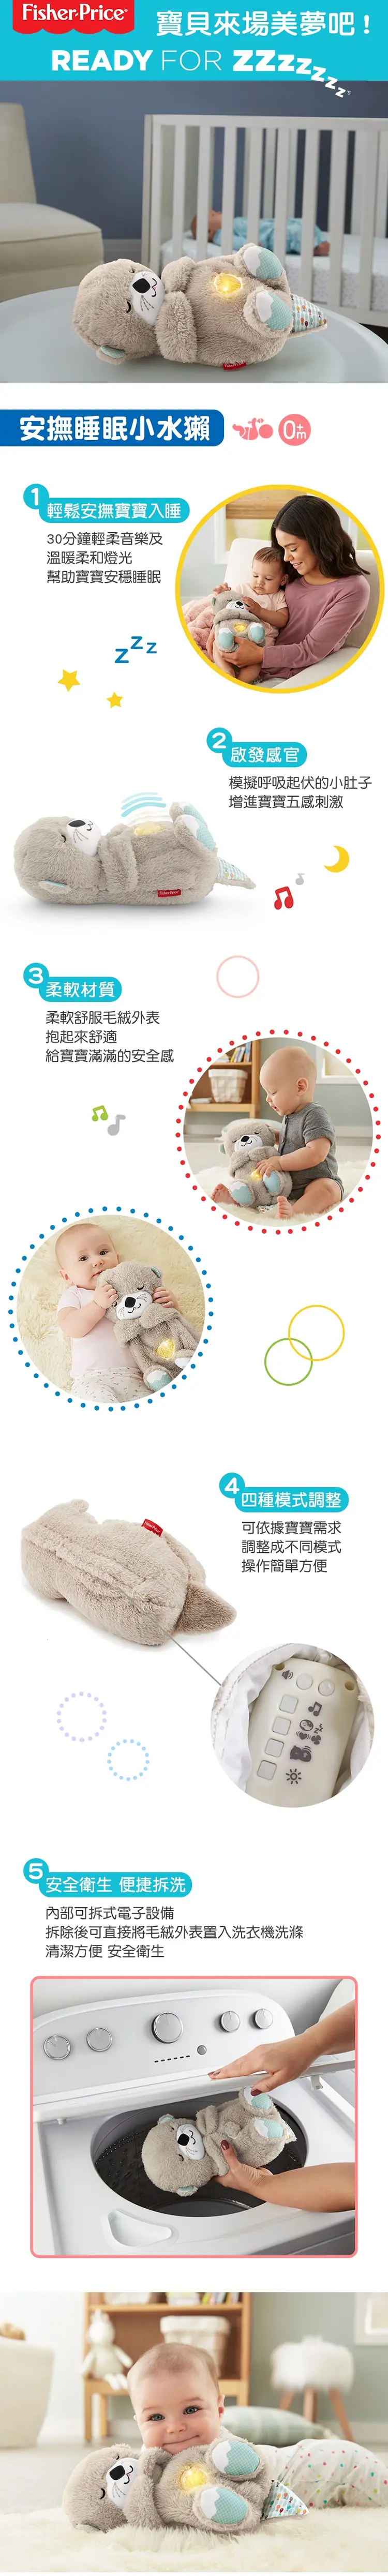 Fisher-Price®
寶貝來場美夢吧！
READY FOR ZZZzzzzz's
安撫睡眠小水獺
0m+
1
輕鬆安撫寶寶入睡
30分鐘輕柔音樂及
溫暖柔和燈光
幫助寶寶安穩睡眠
z z z
2
啟發感官
模擬呼吸起伏的小肚子
增進寶寶五感刺激
Fisher-Price
3
柔軟材質
柔軟舒服毛絨外表
抱起來舒適
給寶寶滿滿的安全感
4
四種模式調整
可依據寶寶需求
調整成不同模式
操作簡單方便
5
安全衛生 便捷拆洗
內部可拆式電子設備
拆除後可直接將毛絨外表置入洗衣機洗滌
清潔方便 安全衛生